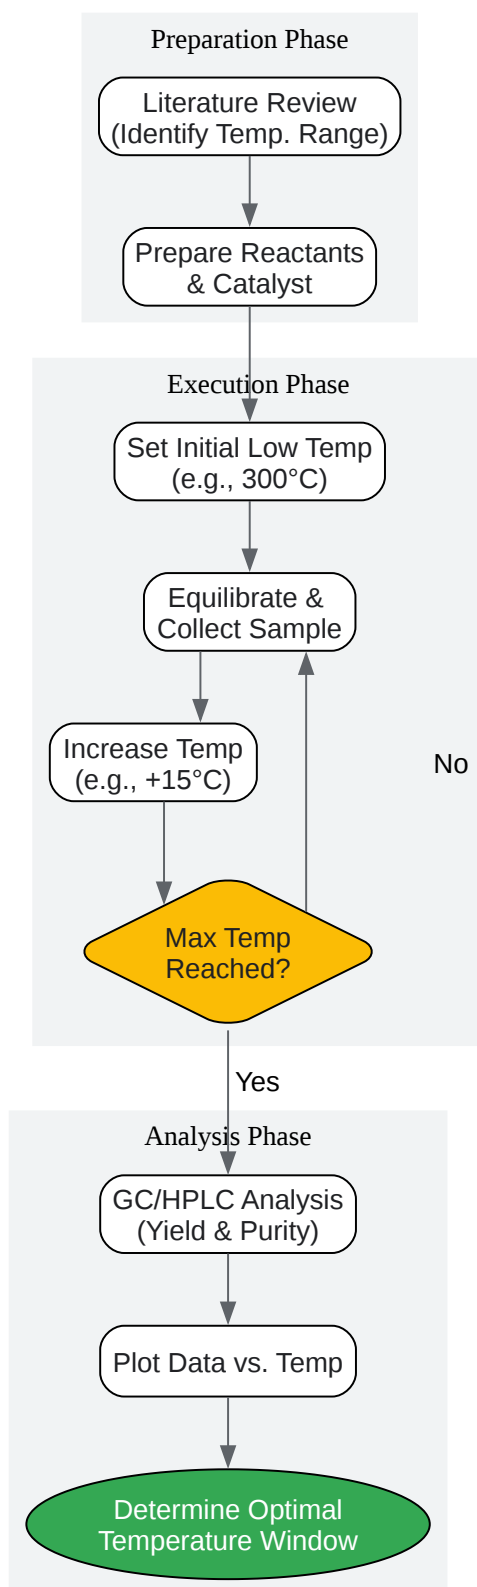 Preparation Phase
Literature Review
(Identify Temp. Range)
Prepare Reactants
& Catalyst
Execution Phase
Set Initial Low Temp
(e.g., 300°C)
Equilibrate &
Collect Sample
Increase Temp
(e.g., +15°C)
No
Max Temp
Reached?
Yes
Analysis Phase
GC/HPLC Analysis
(Yield & Purity)
Plot Data vs. Temp
Determine Optimal
Temperature Window